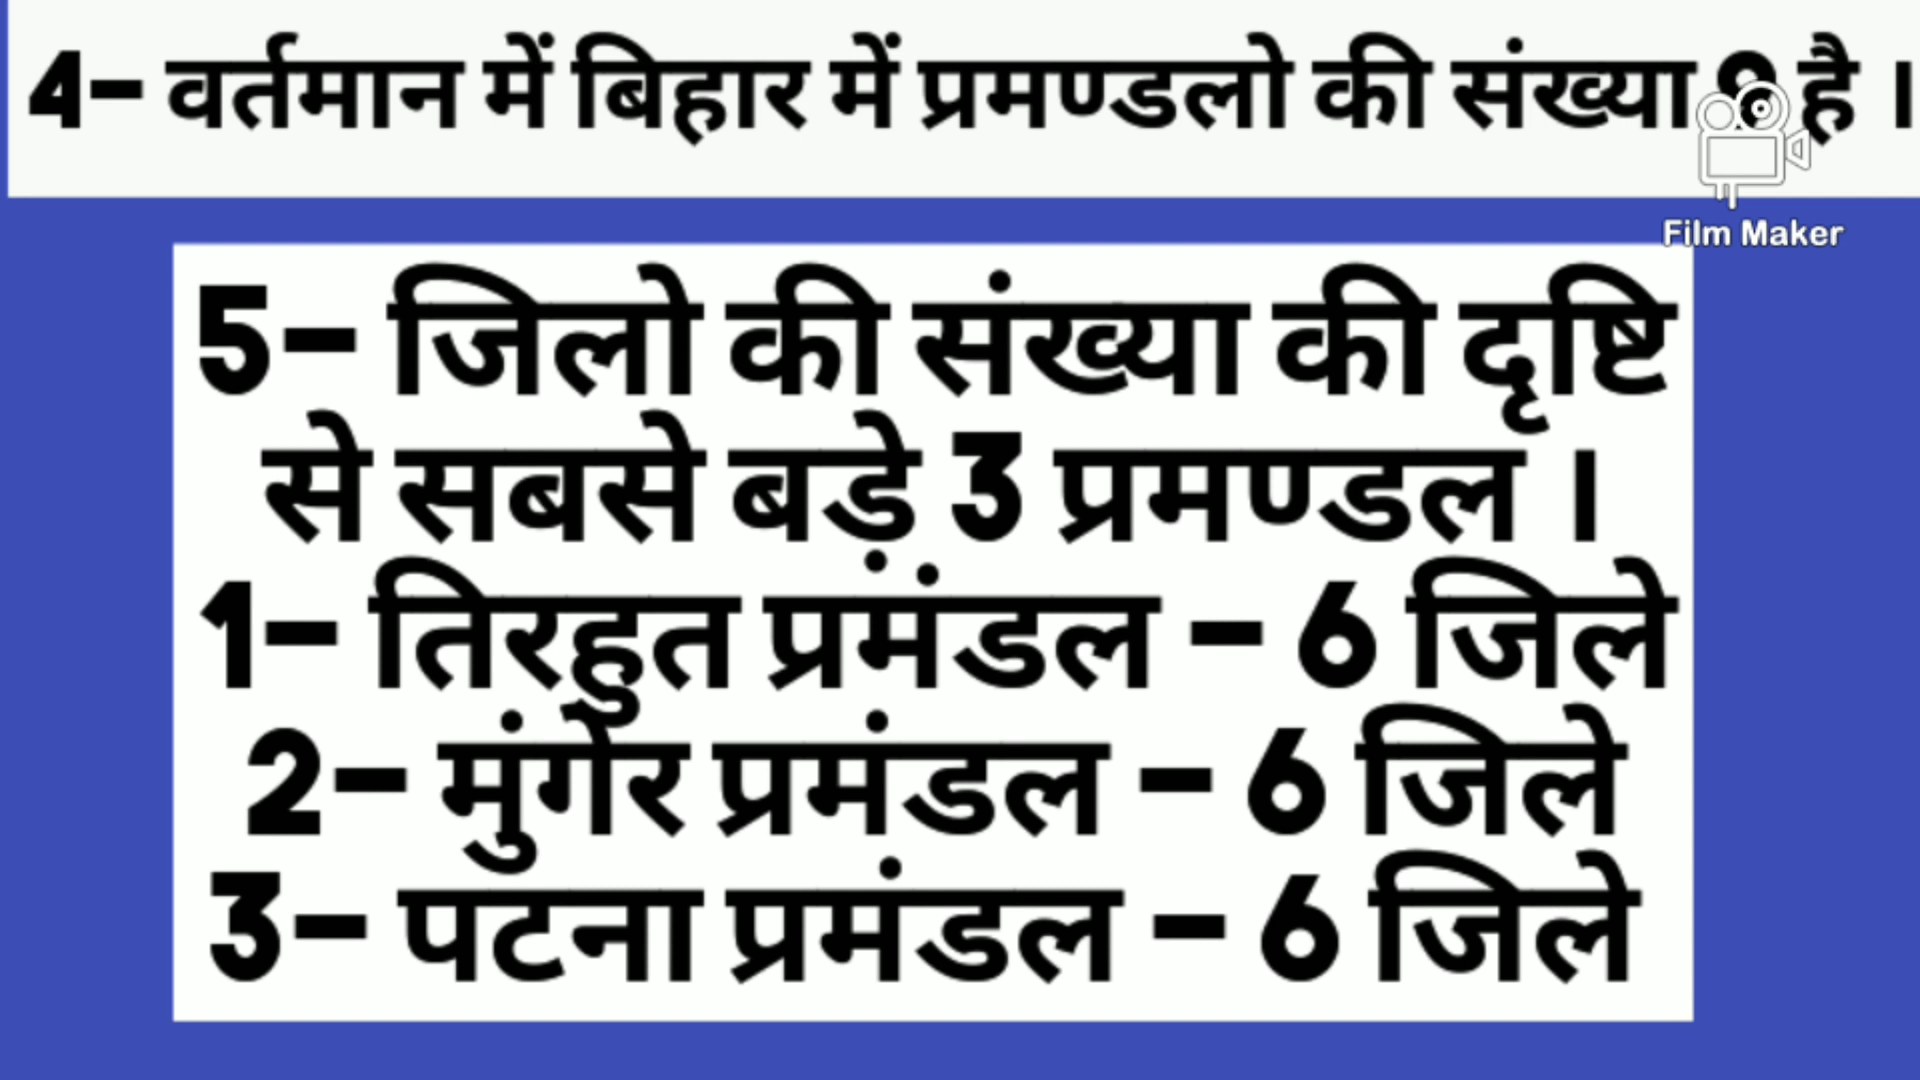 4- वर्तमान में बिहार में प्रमण्डलो की संख्या 9 है ।
Film Maker
5- जिलो की संख्या की दृष्टि
से सबसे बड़े 3 प्रमण्डल ।
1- तिरहुत प्रमंडल - 6 जिले
2- मुंगेर प्रमंडल - 6 जिले
3- पटना प्रमंडल - 6 जिले